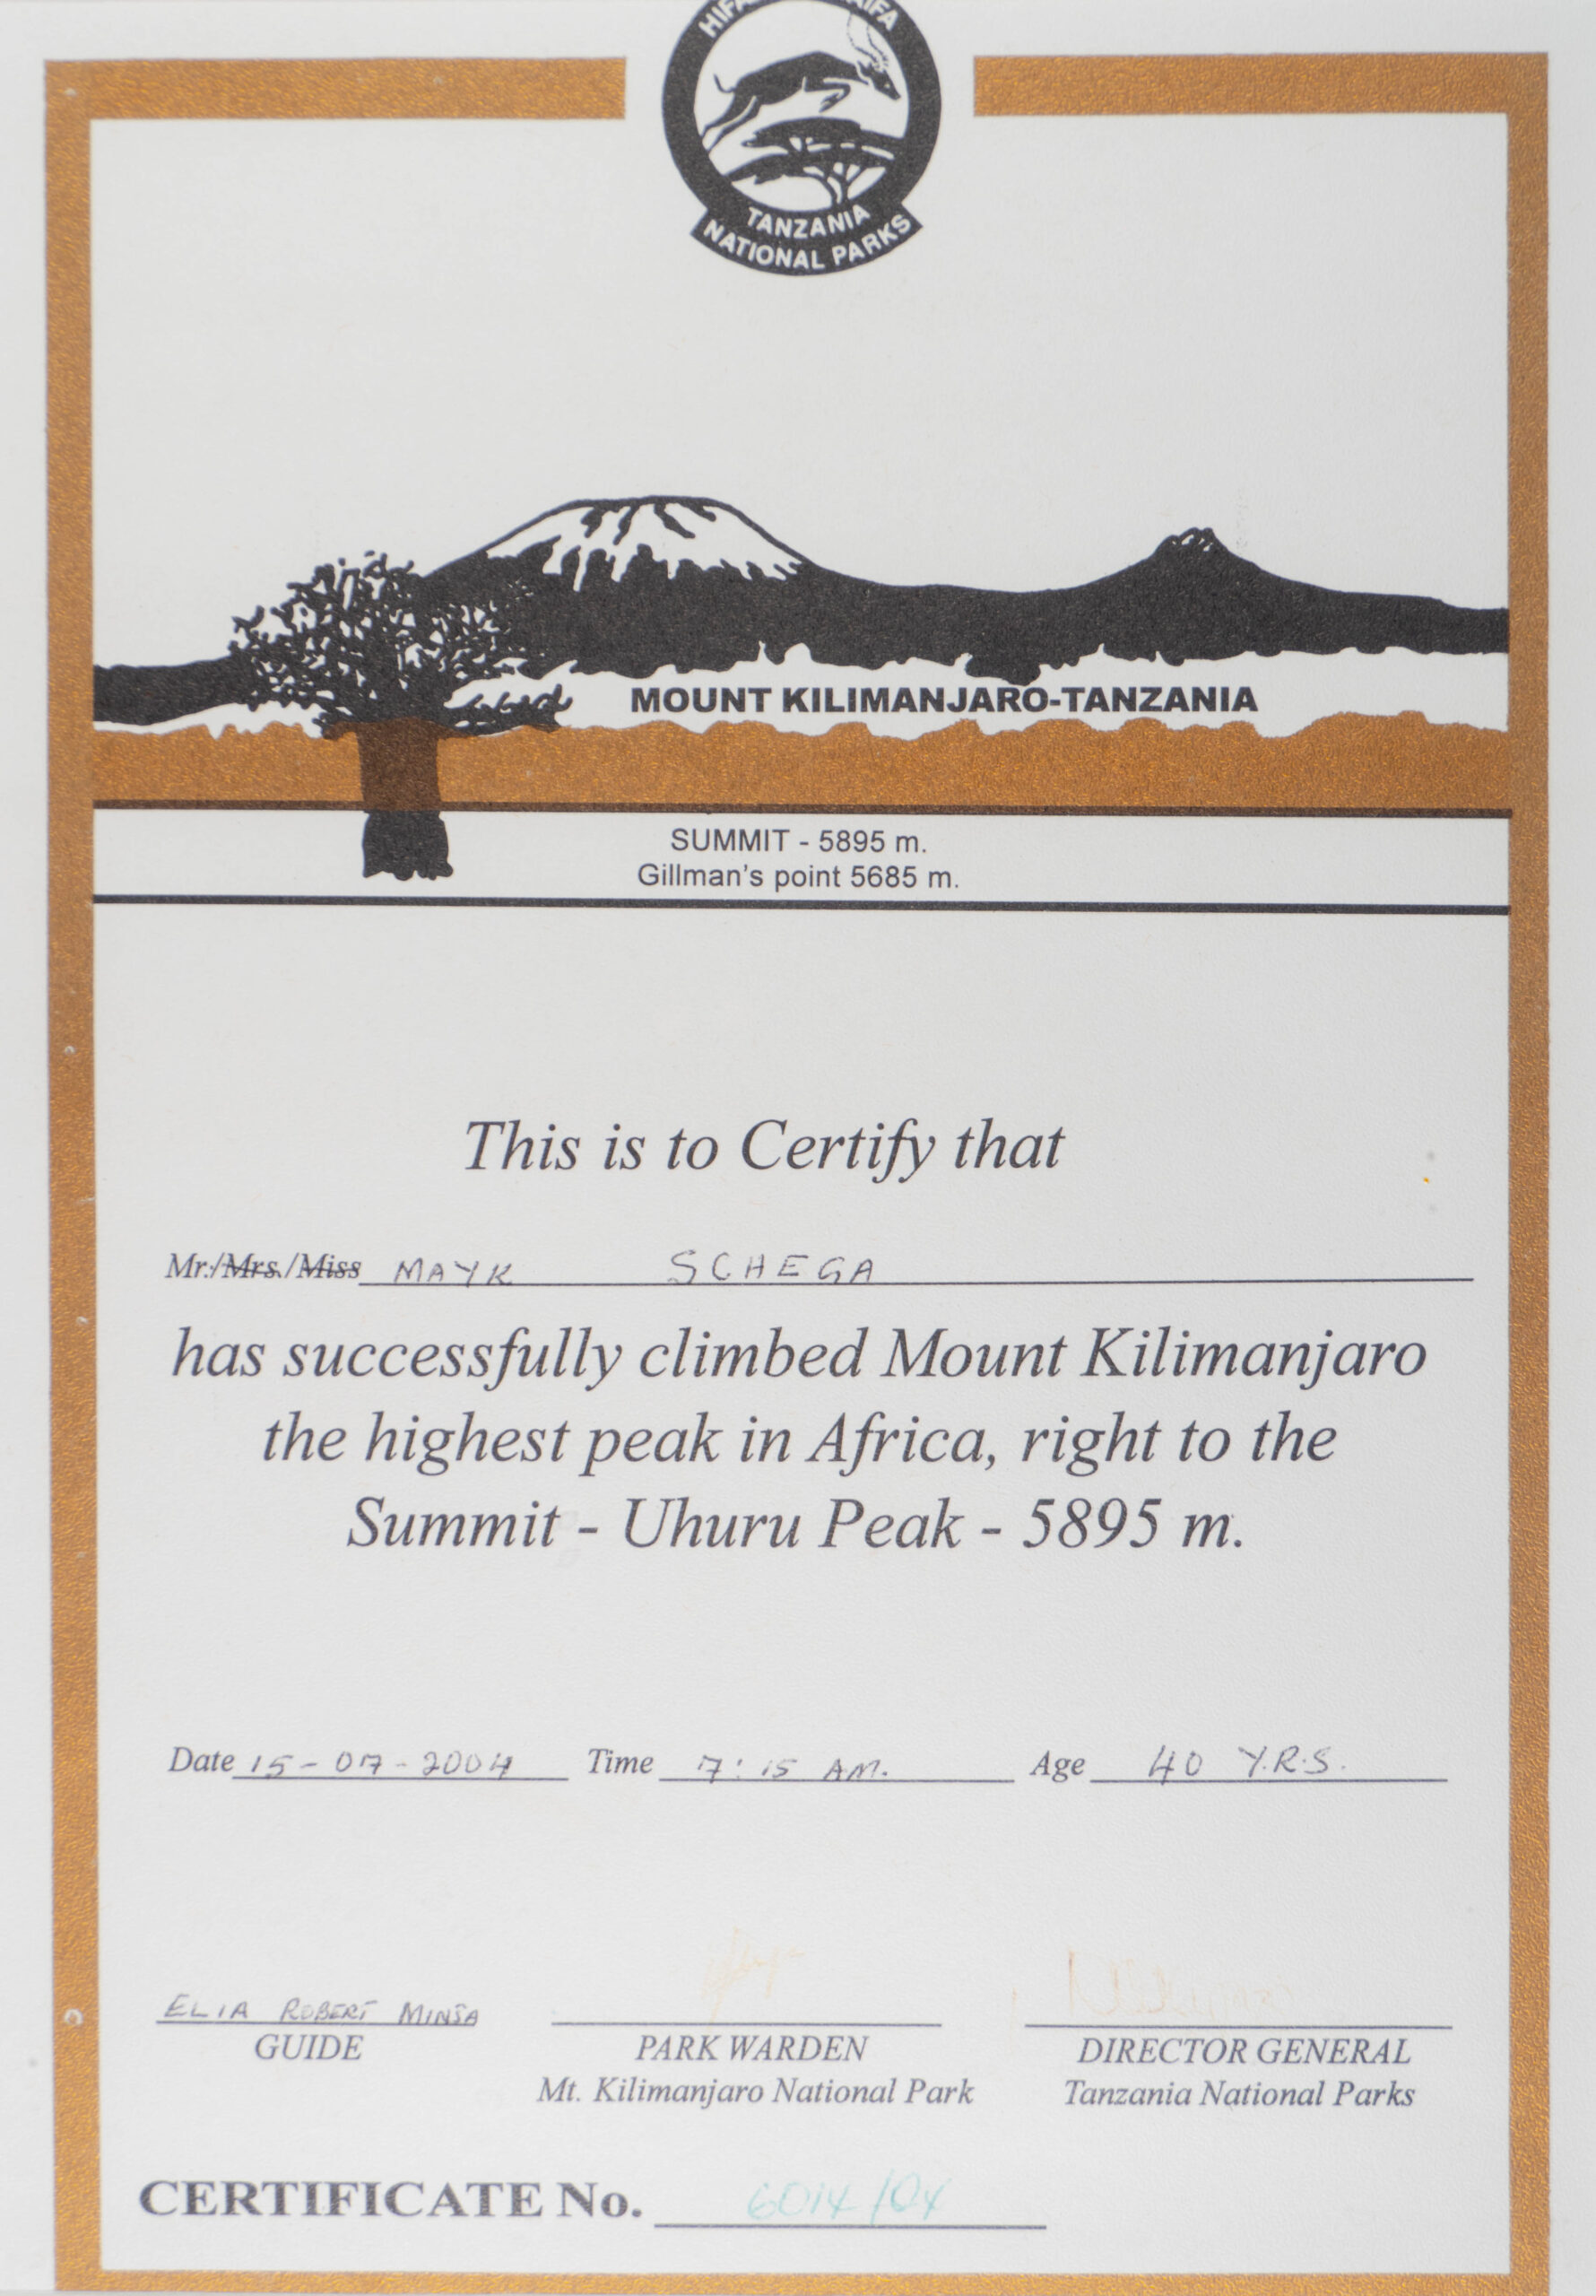 TANZANIA
NATIONAL PARKS
MOUNT KILIMANJARO-TANZANIA
SUMMIT - 5895 m.
Gillman's point 5685 m.
This is to Certify that
Mr./Mrs./Miss MAYK SCHEGA
has successfully climbed Mount Kilimanjaro
the highest peak in Africa, right to the
Summit - Uhuru Peak - 5895 m.
Date 15-07-2004 Time 7:15 AM. Age 40 Y.R.S.
ELIA ROBERT MINJA
GUIDE PARK WARDEN DIRECTOR GENERAL
Mt. Kilimanjaro National Park Tanzania National Parks
CERTIFICATE No. 6014/04